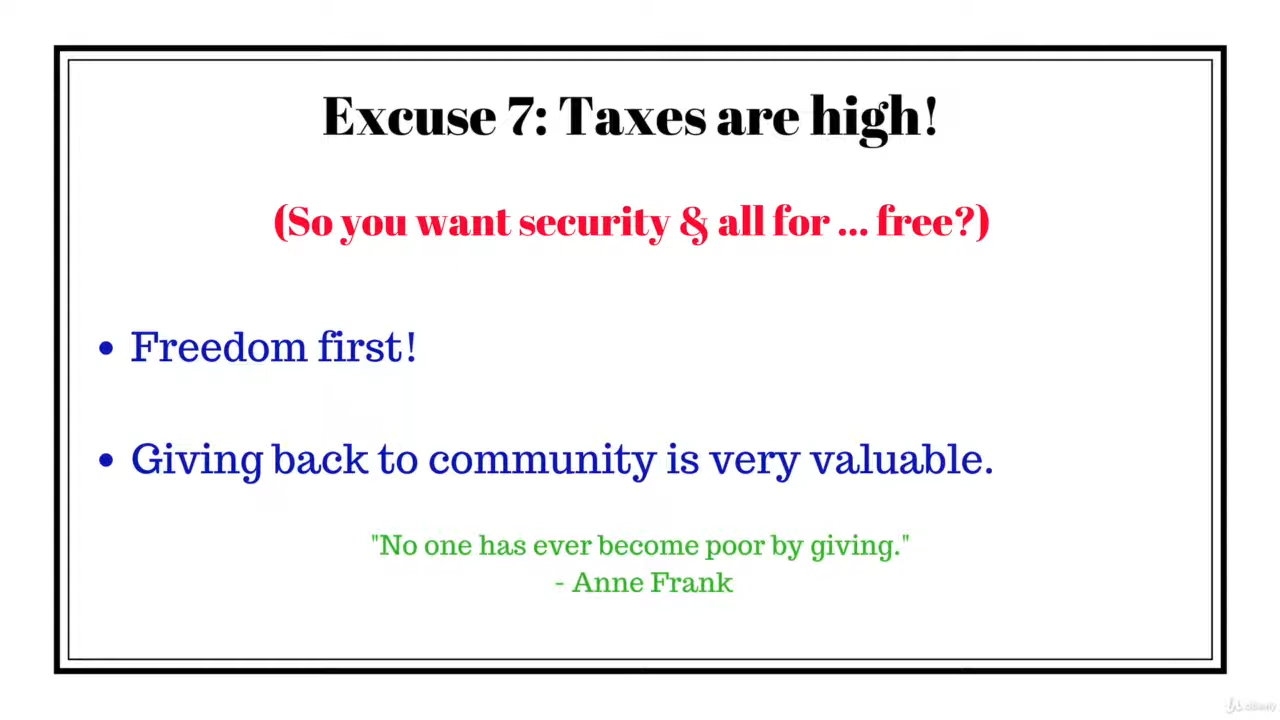 Excuse 7: Taxes are high!
(So you want security & all for ... free?)
• Freedom first!
• Giving back to community is very valuable.
"No one has ever become poor by giving."
- Anne Frank